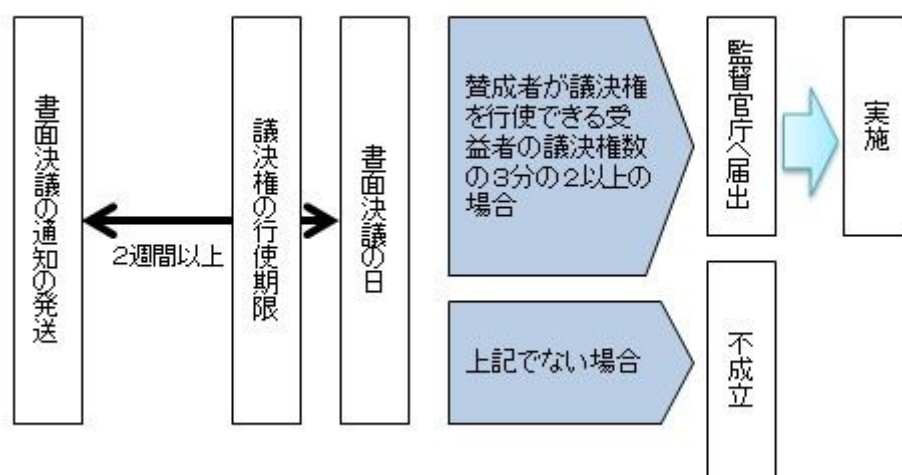 書面決議の通知の発送
2週間以上
議決権の行使期限
書面決議の日
賛成者が議決権
を行使できる受
益者の議決権数
の3分の2以上の
場合
監督官庁へ届出
実施
上記でない場合
不成立